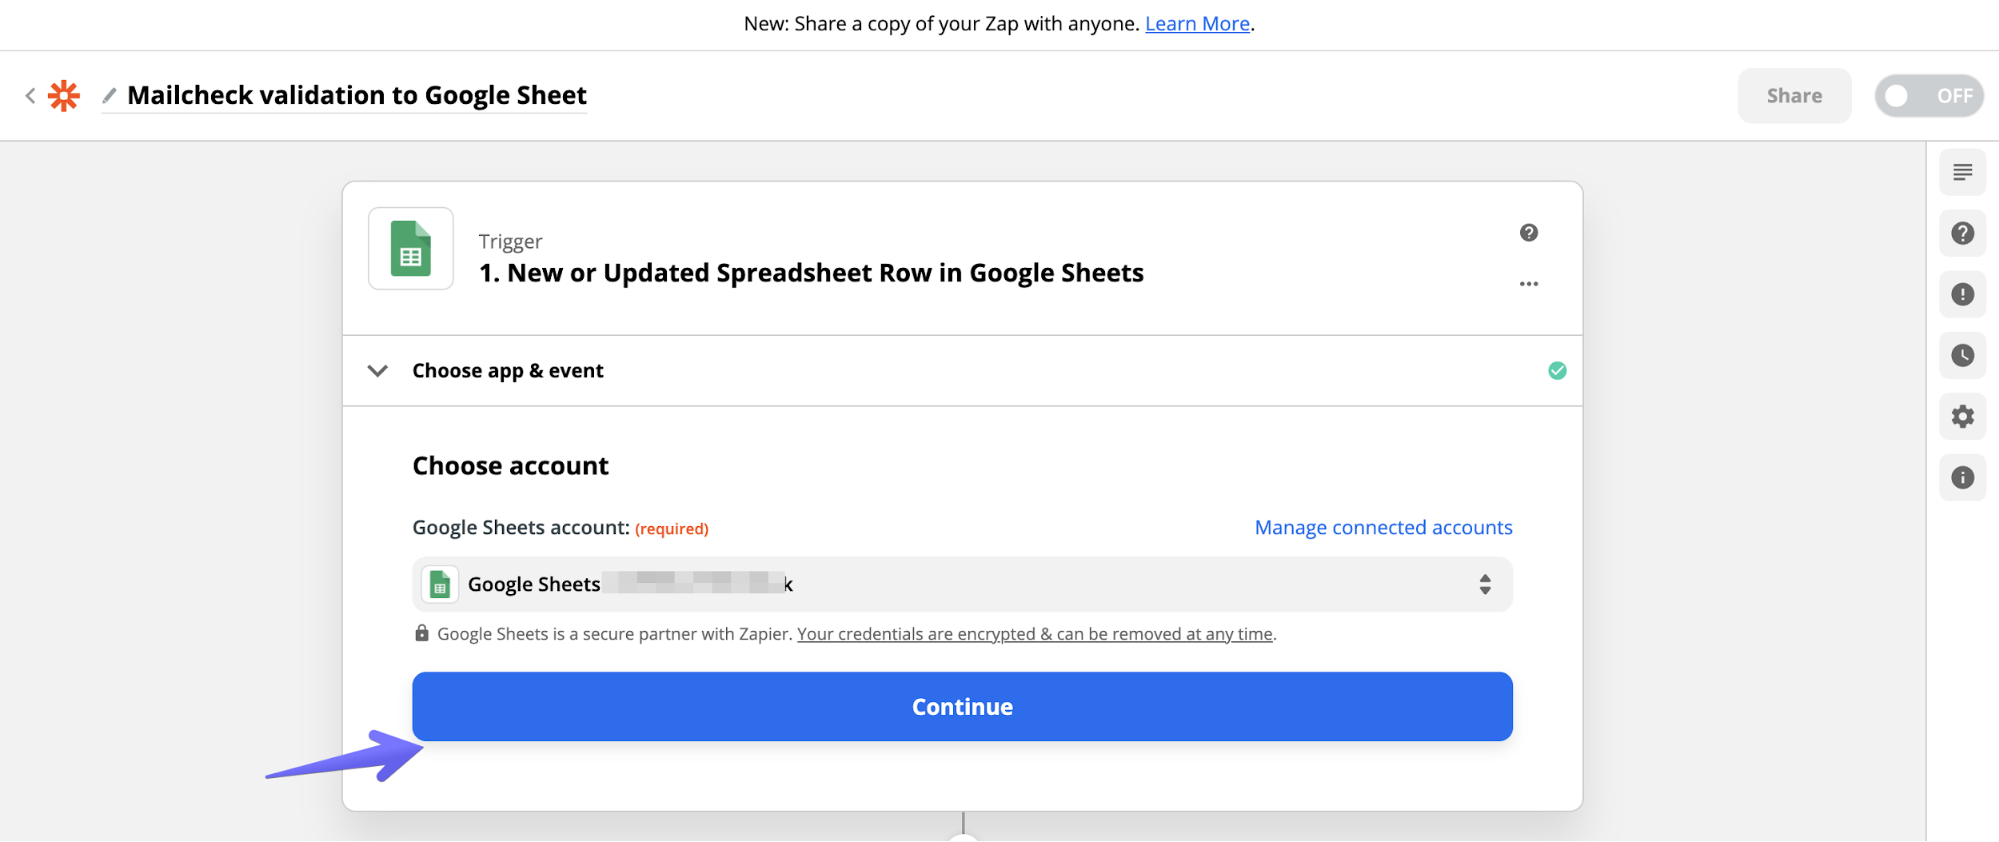 New: Share a copy of your Zap with anyone. Learn More.
Mailcheck validation to Google Sheet
Share
OFF
Trigger
1. New or Updated Spreadsheet Row in Google Sheets
Choose app & event
Choose account
Google Sheets account: (required)
Manage connected accounts
Google Sheets
Google Sheets is a secure partner with Zapier. Your credentials are encrypted & can be removed at any time.
Continue